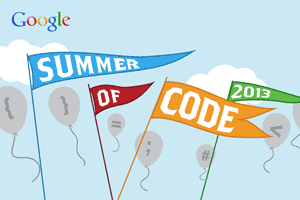 Google
SUMMER
OF
CODE
2013
{
}
=
;
#
<